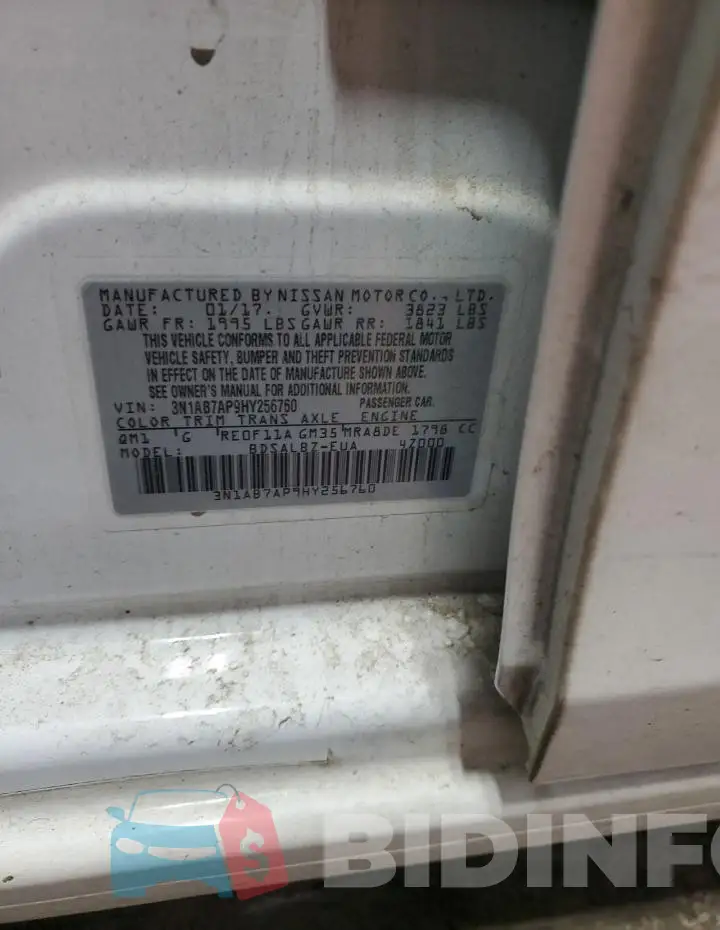 MANUFACTURED BY NISSAN MOTOR CO., LTD.
DATE: 01/17. GVWR: 3823 LBS
GAWR FR: 1995 LBS GAWR RR: 1841 LBS
THIS VEHICLE CONFORMS TO ALL APPLICABLE FEDERAL MOTOR
VEHICLE SAFETY, BUMPER AND THEFT PREVENTION STANDARDS
IN EFFECT ON THE DATE OF MANUFACTURE SHOWN ABOVE.
SEE OWNER'S MANUAL FOR ADDITIONAL INFORMATION.
VIN: 3N1AB7AP9HY256760 PASSENGER CAR.
COLOR TRIM TRANS AXLE ENGINE
QM1 G RE0F11A GM35 MRA8DE 1798 CC
MODEL: BDSALBZ-EUA 4Z000
3N1AB7AP9HY256760
BIDINFO